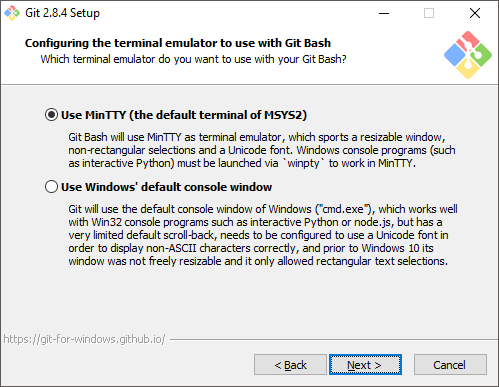 Git 2.8.4 Setup
Configuring the terminal emulator to use with Git Bash
Which terminal emulator do you want to use with your Git Bash?
Use MinTTY (the default terminal of MSYS2)
Git Bash will use MinTTY as terminal emulator, which sports a resizable window,
non-rectangular selections and a Unicode font. Windows console programs (such
as interactive Python) must be launched via `winpty` to work in MinTTY.
Use Windows' default console window
Git will use the default console window of Windows ("cmd.exe"), which works well
with Win32 console programs such as interactive Python or node.js, but has a
very limited default scroll-back, needs to be configured to use a Unicode font in
order to display non-ASCII characters correctly, and prior to Windows 10 its
window was not freely resizable and it only allowed rectangular text selections.
https://git-for-windows.github.io/
< Back
Next >
Cancel